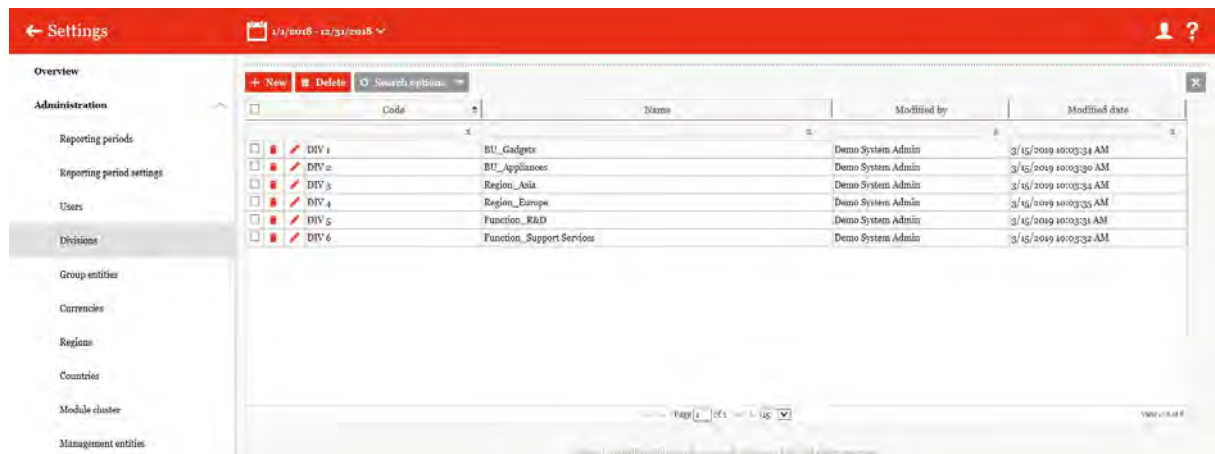 ← Settings
1/1/2018 - 12/31/2018
?
Overview
Administration
Reporting periods
Reporting period settings
Users
Divisions
Group entities
Currencies
Regions
Countries
Module cluster
Management entities
+ New Delete Search options
Code Name Modified by Modified date
x x x x
DIV 1 BU_Gadgets Demo System Admin 3/15/2019 10:03:34 AM
DIV 2 BU_Appliances Demo System Admin 3/15/2019 10:03:30 AM
DIV 3 Region_Asia Demo System Admin 3/15/2019 10:03:34 AM
DIV 4 Region_Europe Demo System Admin 3/15/2019 10:03:35 AM
DIV 5 Function_R&D Demo System Admin 3/15/2019 10:03:31 AM
DIV 6 Function_Support Services Demo System Admin 3/15/2019 10:03:32 AM
Page 1 of 1 15